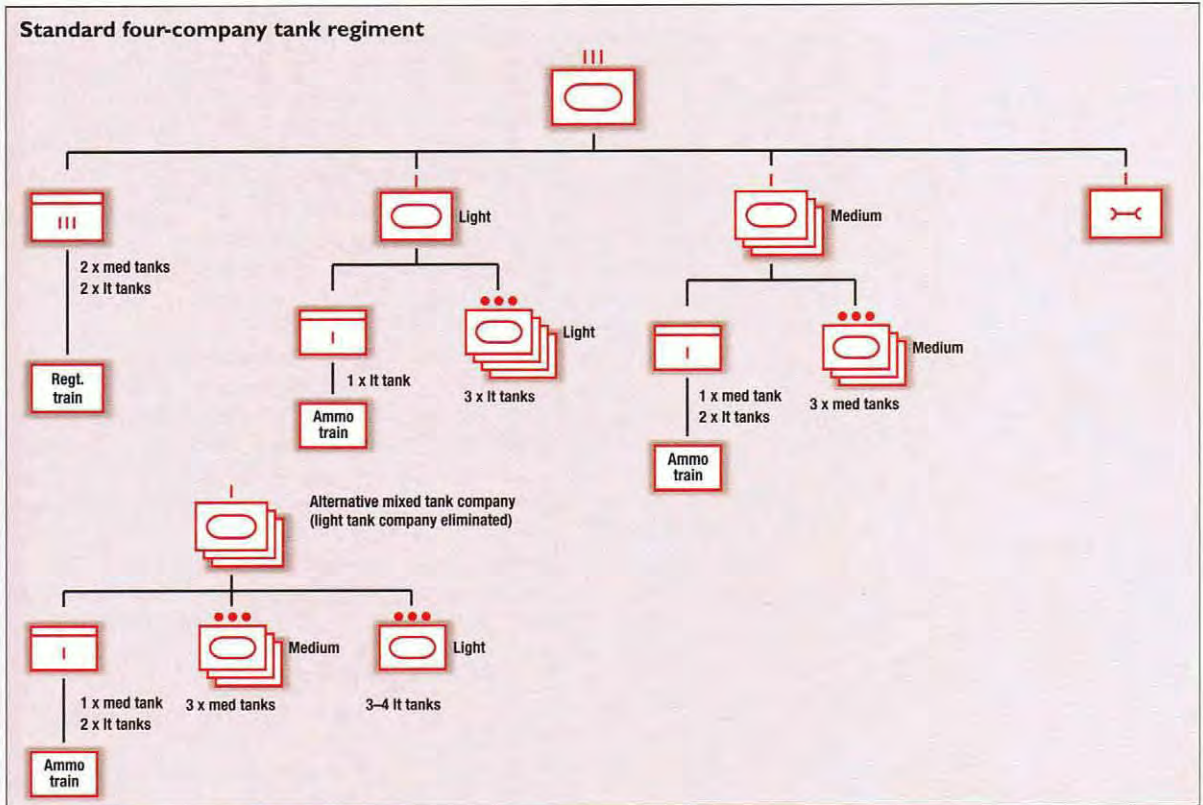 Standard four-company tank regiment
III
I
Light
I
Medium
I
III
2 x med tanks
2 x lt tanks
Regt.
train
I
1 x lt tank
Ammo
train
Light
3 x lt tanks
I
1 x med tank
2 x lt tanks
Ammo
train
Medium
3 x med tanks
I
Alternative mixed tank company
(light tank company eliminated)
I
1 x med tank
2 x lt tanks
Ammo
train
Medium
3 x med tanks
Light
3–4 lt tanks